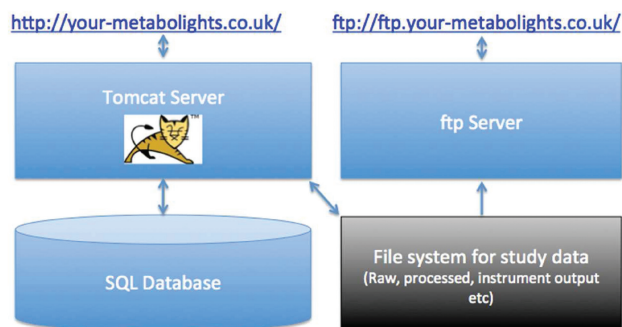 http://your-metabolights.co.uk/
ftp://ftp.your-metabolights.co.uk/
Tomcat Server
TM
ftp Server
SQL Database
File system for study data
(Raw, processed, instrument output
etc)